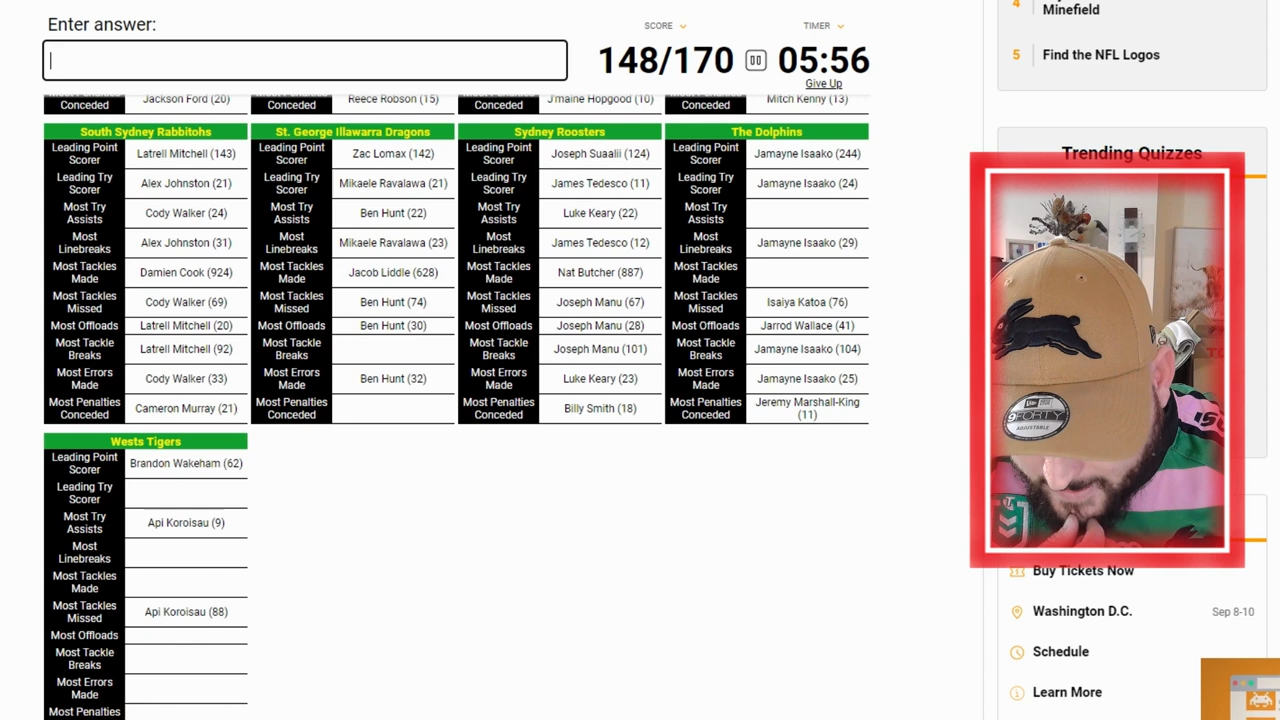 Enter answer:
SCORE
TIMER
148/170
05:56
Give Up
Conceded Jackson Ford (20) Conceded Reece Robson (15) Conceded J'maine Hopgood (10) Conceded Mitch Kenny (13)
South Sydney Rabbitohs
Leading Point
Scorer
Latrell Mitchell (143)
Leading Try
Scorer
Alex Johnston (21)
Most Try
Assists
Cody Walker (24)
Most
Linebreaks
Alex Johnston (31)
Most Tackles
Made
Damien Cook (924)
Most Tackles
Missed
Cody Walker (69)
Most Offloads
Latrell Mitchell (20)
Most Tackle
Breaks
Latrell Mitchell (92)
Most Errors
Made
Cody Walker (33)
Most Penalties
Conceded
Cameron Murray (21)
St. George Illawarra Dragons
Leading Point
Scorer
Zac Lomax (142)
Leading Try
Scorer
Mikaele Ravalawa (21)
Most Try
Assists
Ben Hunt (22)
Most
Linebreaks
Mikaele Ravalawa (23)
Most Tackles
Made
Jacob Liddle (628)
Most Tackles
Missed
Ben Hunt (74)
Most Offloads
Ben Hunt (30)
Most Tackle
Breaks
Most Errors
Made
Ben Hunt (32)
Most Penalties
Conceded
Sydney Roosters
Leading Point
Scorer
Joseph Suaalii (124)
Leading Try
Scorer
James Tedesco (11)
Most Try
Assists
Luke Keary (22)
Most
Linebreaks
James Tedesco (12)
Most Tackles
Made
Nat Butcher (887)
Most Tackles
Missed
Joseph Manu (67)
Most Offloads
Joseph Manu (28)
Most Tackle
Breaks
Joseph Manu (101)
Most Errors
Made
Luke Keary (23)
Most Penalties
Conceded
Billy Smith (18)
The Dolphins
Leading Point
Scorer
Jamayne Isaako (244)
Leading Try
Scorer
Jamayne Isaako (24)
Most Try
Assists
Most
Linebreaks
Jamayne Isaako (29)
Most Tackles
Made
Most Tackles
Missed
Isaiya Katoa (76)
Most Offloads
Jarrod Wallace (41)
Most Tackle
Breaks
Jamayne Isaako (104)
Most Errors
Made
Jamayne Isaako (25)
Most Penalties
Conceded
Jeremy Marshall-King
(11)
Wests Tigers
Leading Point
Scorer
Brandon Wakeham (62)
Leading Try
Scorer
Most Try
Assists
Api Koroisau (9)
Most
Linebreaks
Most Tackles
Made
Most Tackles
Missed
Api Koroisau (88)
Most Offloads
Most Tackle
Breaks
Most Errors
Made
Most Penalties
4
Minefield
5 Find the NFL Logos
Trending Quizzes
NEW ERA
9FORTY
ADJUSTABLE
Buy Tickets Now
Washington D.C. Sep 8-10
Schedule
Learn More